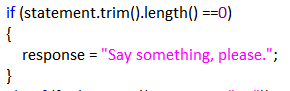 if (statement.trim().length() ==0)
{
response = "Say something, please.";
}